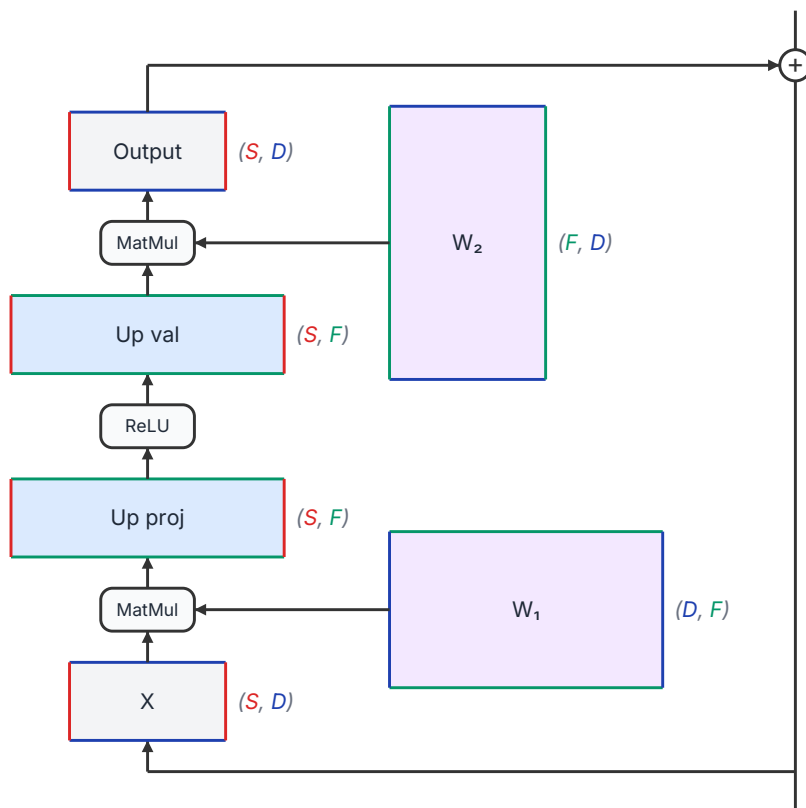 +
Output (S, D)
MatMul
W₂ (F, D)
Up val (S, F)
ReLU
Up proj (S, F)
MatMul
W₁ (D, F)
X (S, D)